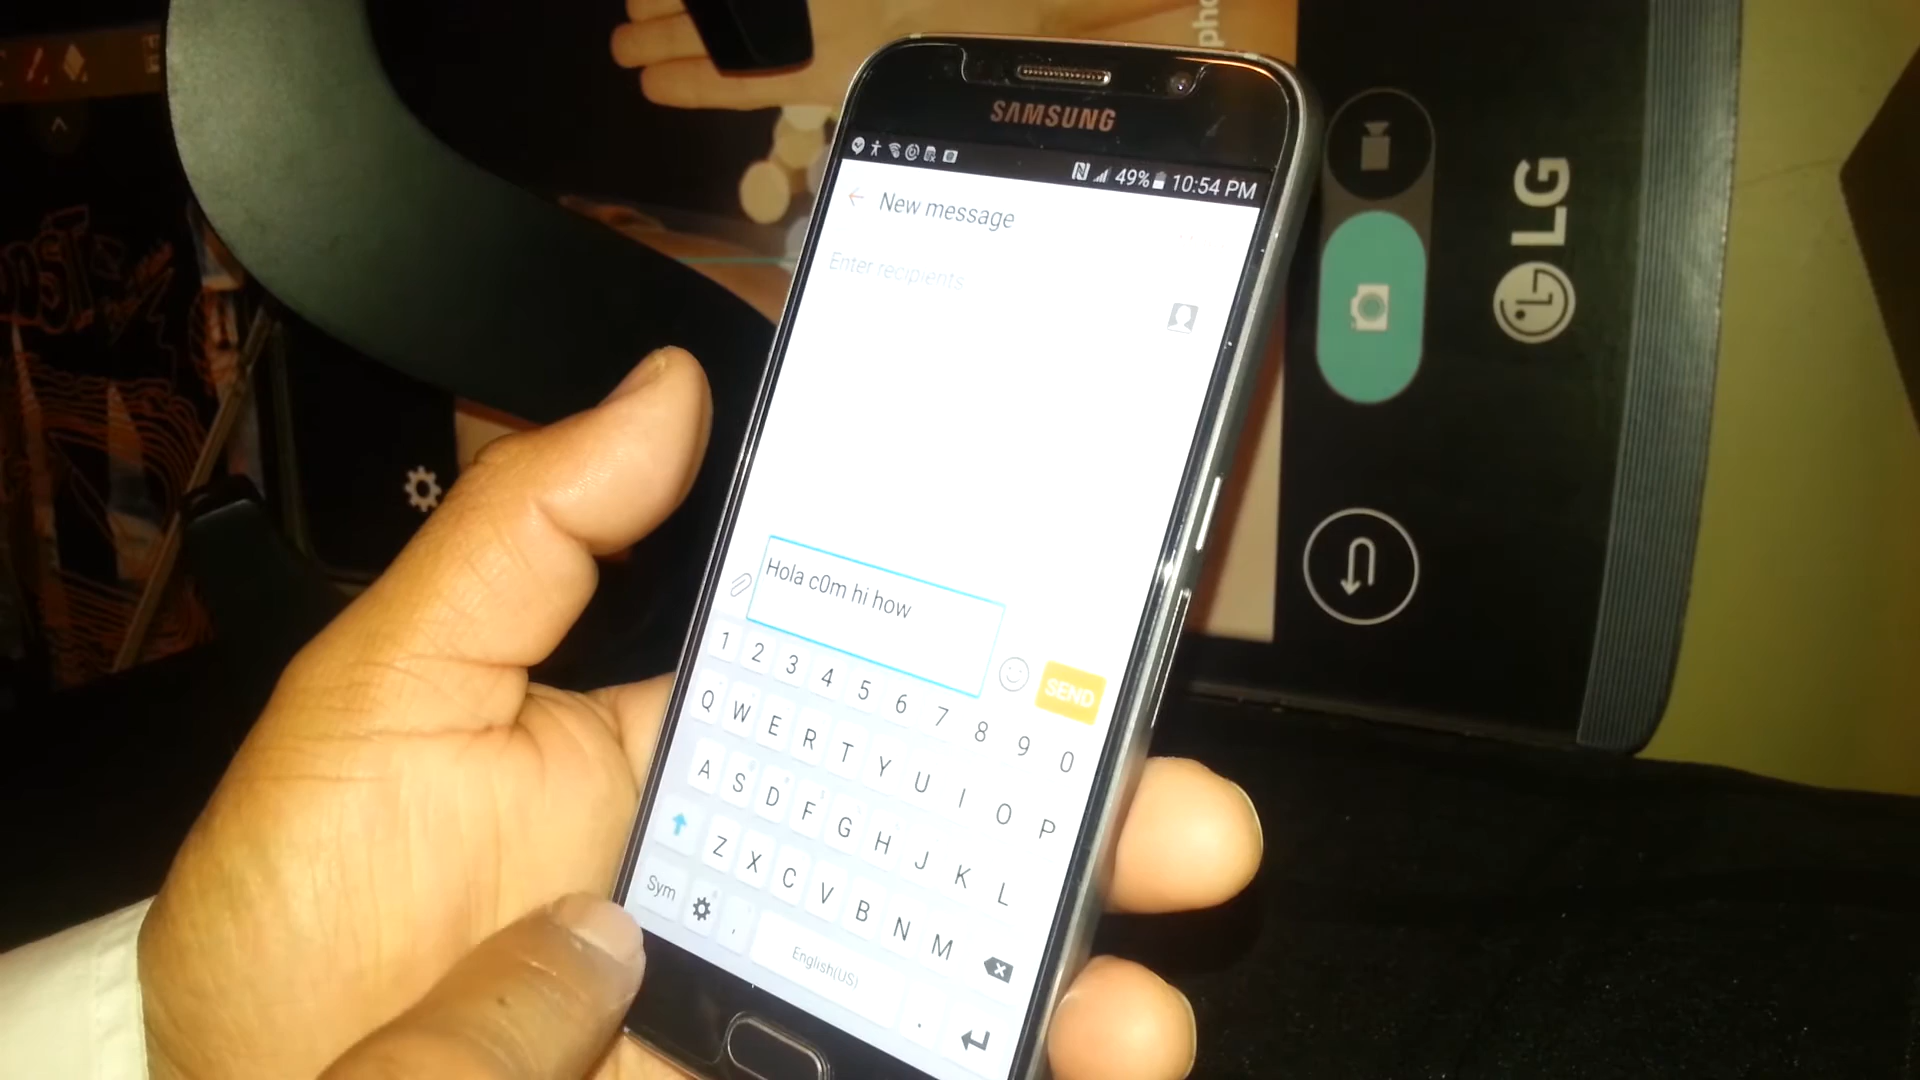 SAMSUNG
49% 10:54 PM
New message
Enter recipients
Hola c0m hi how
SEND
1 2 3 4 5 6 7 8 9 0
Q W E R T Y U I O P
A S D F G H J K L
Z X C V B N M
Sym , English(US) .
LG